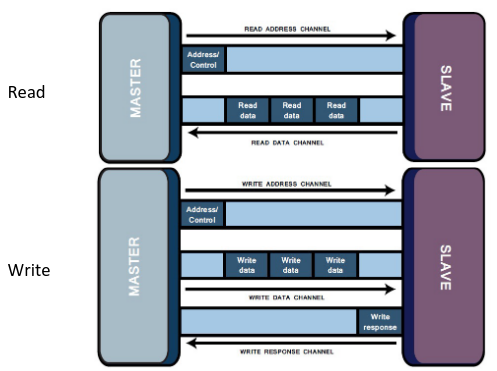 READ ADDRESS CHANNEL
Address/
Control
Read
MASTER
SLAVE
Read Read Read
data data data
READ DATA CHANNEL
WRITE ADDRESS CHANNEL
Address/
Control
Write
MASTER
SLAVE
Write Write Write
data data data
WRITE DATA CHANNEL
Write
response
WRITE RESPONSE CHANNEL